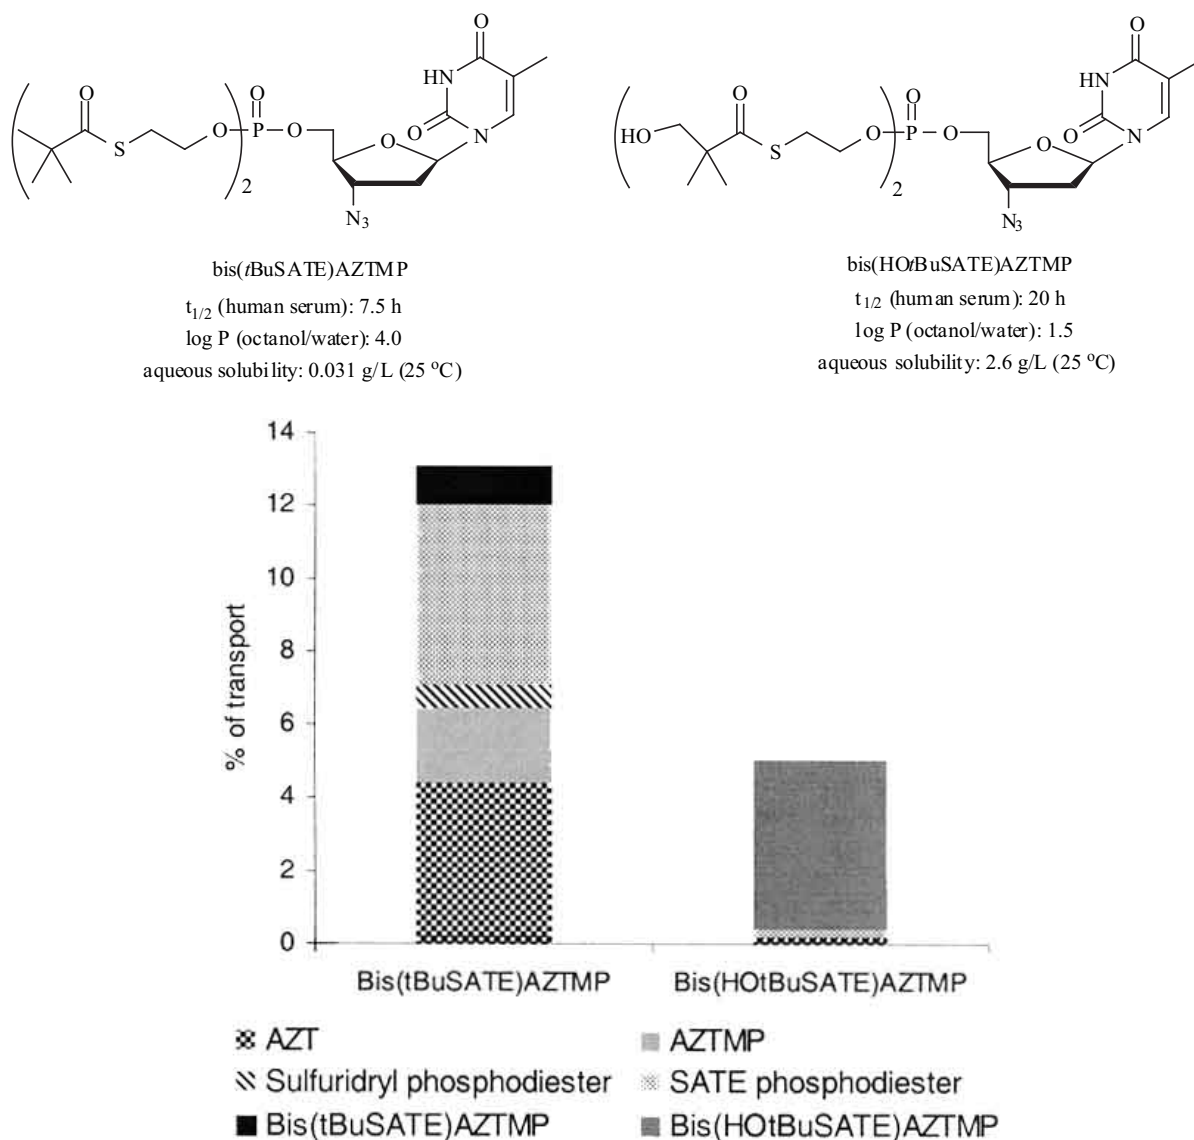 O
HN
O
N
O
S
O
P
O
O
2
N3
bis(tBuSATE)AZTMP
t1/2 (human serum): 7.5 h
log P (octanol/water): 4.0
aqueous solubility: 0.031 g/L (25 °C)
O
HN
O
N
O
HO
S
O
P
O
O
O
2
N3
bis(HOtBuSATE)AZTMP
t1/2 (human serum): 20 h
log P (octanol/water): 1.5
aqueous solubility: 2.6 g/L (25 °C)
% of transport
14
12
10
8
6
4
2
0
Bis(tBuSATE)AZTMP Bis(HOtBuSATE)AZTMP
AZT AZTMP
Sulfuridryl phosphodiester SATE phosphodiester
Bis(tBuSATE)AZTMP Bis(HOtBuSATE)AZTMP